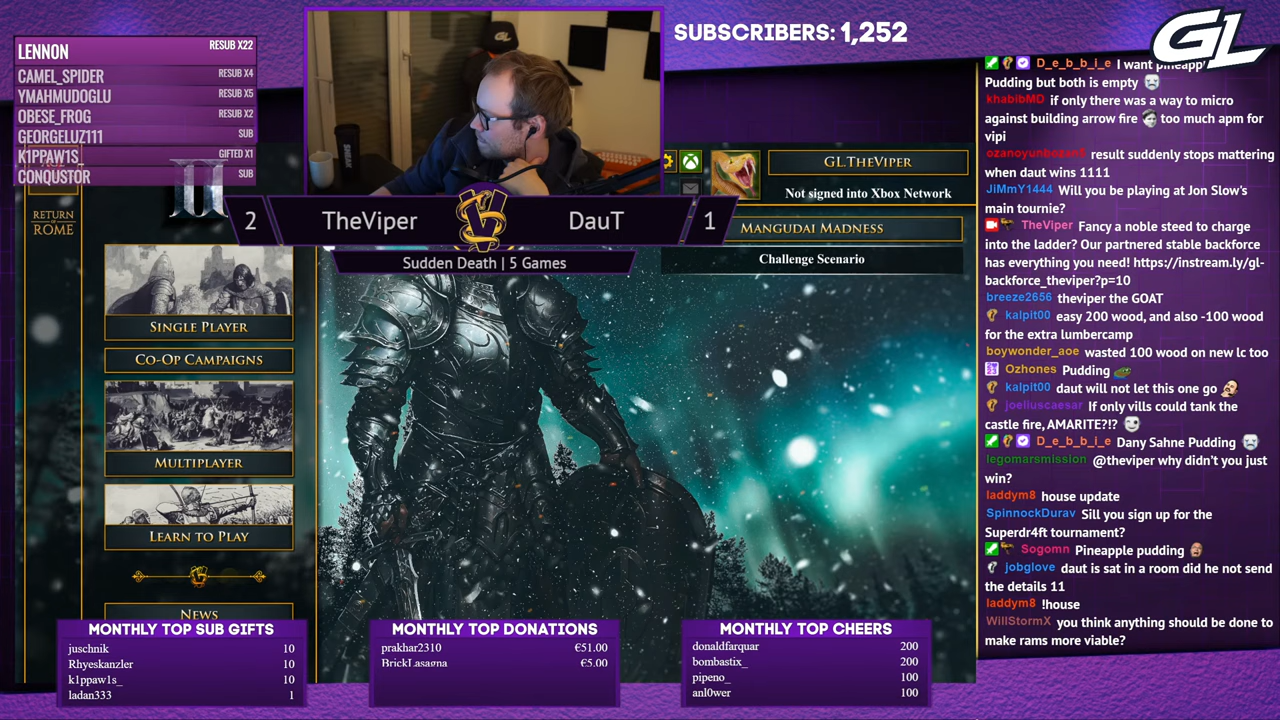 LENNON RESUB X22
CAMEL_SPIDER RESUB X4
YMAHMUDOGLU RESUB X5
OBESE_FROG RESUB X2
GEORGELUZ111 SUB
K1PPAW1S_ GIFTED X1
CONQUSTOR SUB
GL
SUBSCRIBERS: 1,252
GL
II
RETURN
OF
ROME
GL.TheViper
Not signed into Xbox Network
2 TheViper DauT 1
Sudden Death | 5 Games
Mangudai Madness
Challenge Scenario
Single Player
Co-Op Campaigns
Multiplayer
Learn to Play
News
MONTHLY TOP SUB GIFTS
juschnik 10
Rhyeskanzler 10
k1ppaw1s_ 10
ladan333 1
MONTHLY TOP DONATIONS
prakhar2310 €51.00
BrickLasagna €5.00
MONTHLY TOP CHEERS
donaldfarquar 200
bombastix_ 200
pipeno_ 100
anl0wer 100
D_e_b_b_i_e I want pineapp
Pudding but both is empty
khabibMD if only there was a way to micro
against building arrow fire too much apm for
vipi
ozanoyunbozan5 result suddenly stops mattering
when daut wins 1111
JiMmY1444 Will you be playing at Jon Slow's
main tournie?
TheViper Fancy a noble steed to charge
into the ladder? Our partnered stable backforce
has everything you need! https://instream.ly/gl-
backforce_theviper?p=10
breeze2656 theviper the GOAT
kalpit00 easy 200 wood, and also -100 wood
for the extra lumbercamp
boywonder_aoe wasted 100 wood on new lc too
Ozhones Pudding
kalpit00 daut will not let this one go
joeliuscaesar If only vills could tank the
castle fire, AMARITE?!?
D_e_b_b_i_e Dany Sahne Pudding
legomarsmission @theviper why didn't you just
win?
laddym8 house update
SpinnockDurav Sill you sign up for the
Superdr4ft tournament?
Sogomn Pineapple pudding
jobglove daut is sat in a room did he not send
the details 11
laddym8 !house
WillStormX you think anything should be done to
make rams more viable?